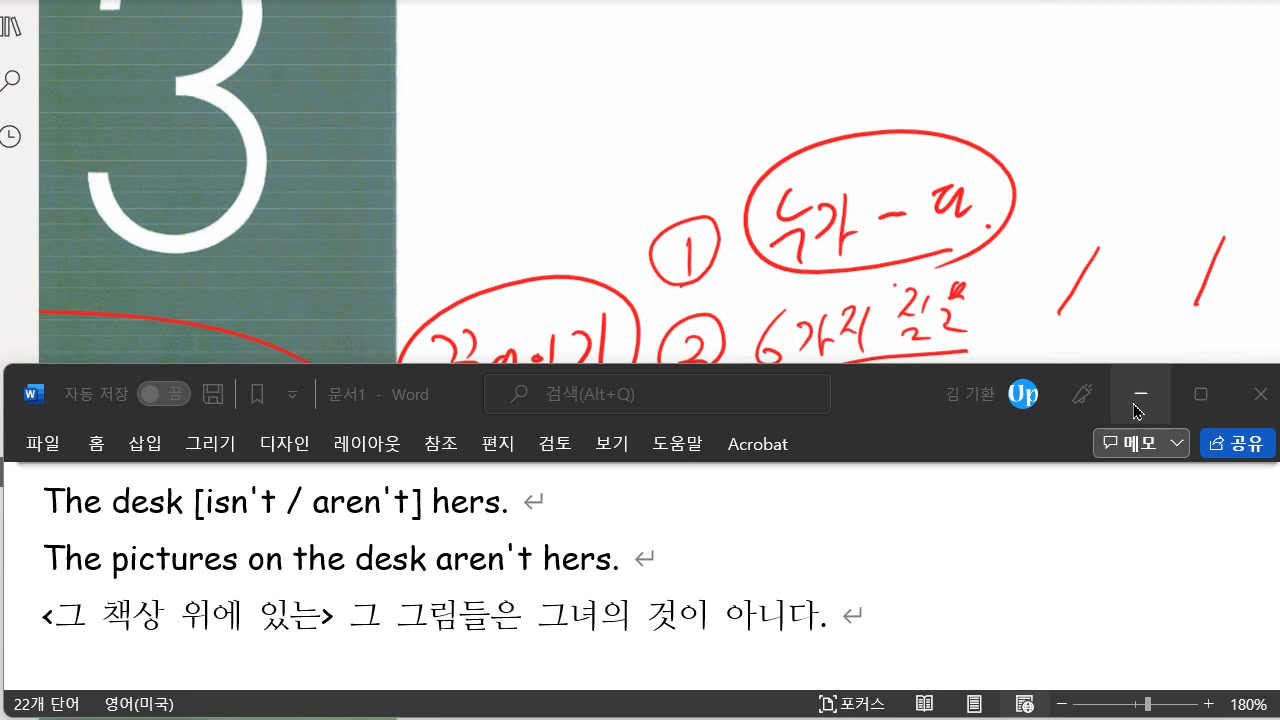 3
① 누가 - 다.
② 6가지 질문
자동 저장 끔 문서1 - Word 검색(Alt+Q) 김 기환 Up
파일 홈 삽입 그리기 디자인 레이아웃 참조 편지 검토 보기 도움말 Acrobat 메모 공유
The desk [isn't / aren't] hers.
The pictures on the desk aren't hers.
<그 책상 위에 있는> 그 그림들은 그녀의 것이 아니다.
22개 단어 영어(미국) 포커스 180%